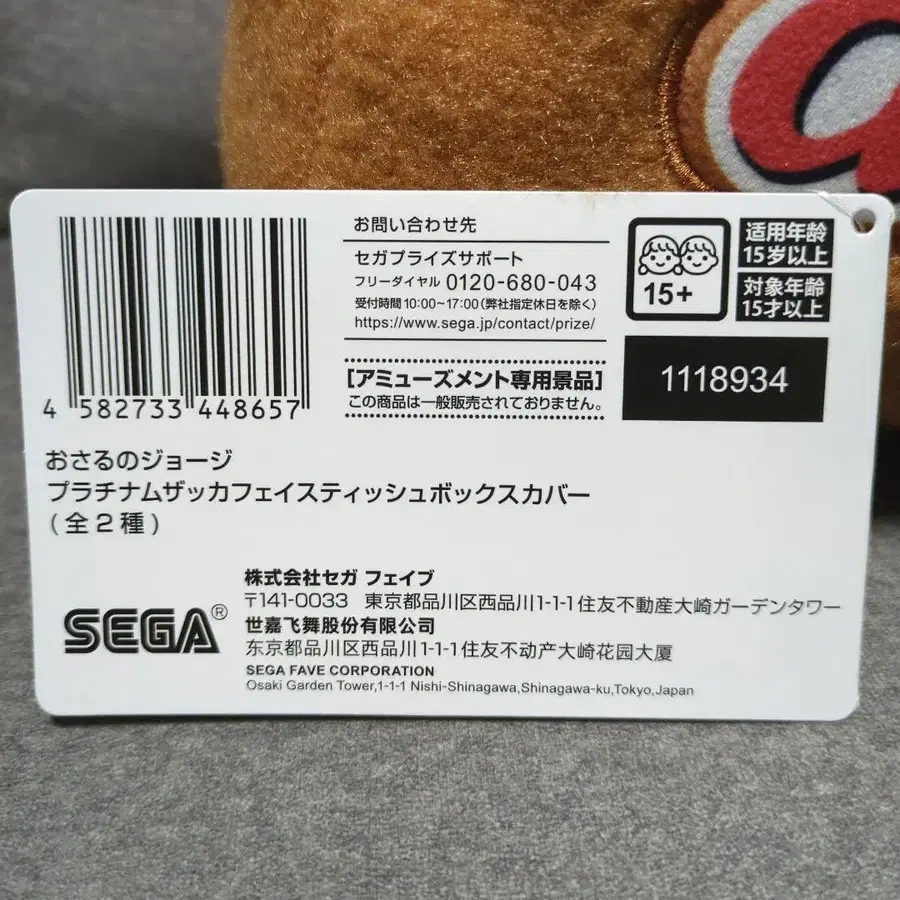 お問い合わせ先
セガプライズサポート
フリーダイヤル 0120-680-043
受付時間 10:00~17:00(弊社指定休日を除く)
https://www.sega.jp/contact/prize/
[アミューズメント専用景品]
この商品は一般販売されておりません。
15+
适用年龄
15岁以上
対象年齢
15才以上
1118934
4 582733 448657
おさるのジョージ
プラチナムザッカフェイスティッシュボックスカバー
(全2種)
SEGA®
株式会社セガ フェイブ
〒141-0033 東京都品川区西品川1-1-1住友不動産大崎ガーデンタワー
世嘉飞舞股份有限公司
东京都品川区西品川1-1-1住友不动产大崎花园大厦
SEGA FAVE CORPORATION
Osaki Garden Tower,1-1-1 Nishi-Shinagawa,Shinagawa-ku,Tokyo,Japan